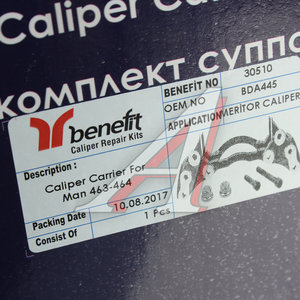 Caliper Carrier
комплект суппо
benefit
Caliper Repair Kits
BENEFIT NO 30510
OEM NO BDA445
APPLICATION MERITOR CALIPER
Description :
Caliper Carrier For
Man 463-464
Packing Date 10,08.2017
Consist Of 1 Pcs